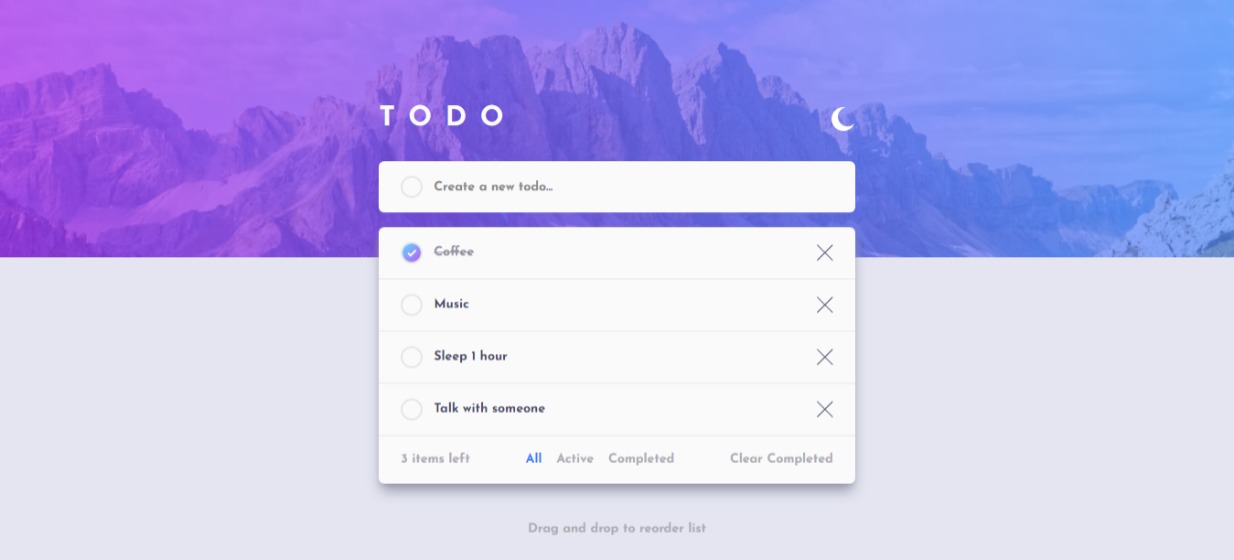 TODO
Create a new todo...
Coffee
Music
Sleep 1 hour
Talk with someone
3 items left All Active Completed Clear Completed
Drag and drop to reorder list